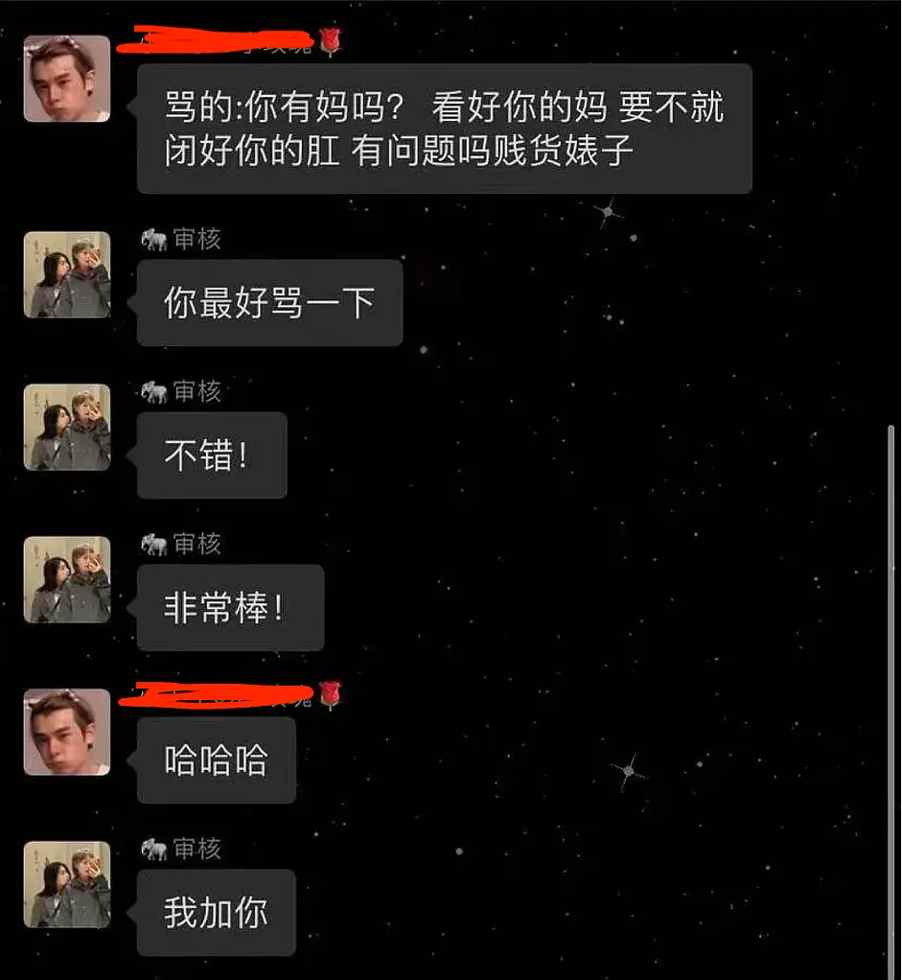 骂的:你有妈吗? 看好你的妈 要不就
闭好你的肛 有问题吗贱货婊子
审核
你最好骂一下
审核
不错!
审核
非常棒!
哈哈哈
审核
我加你